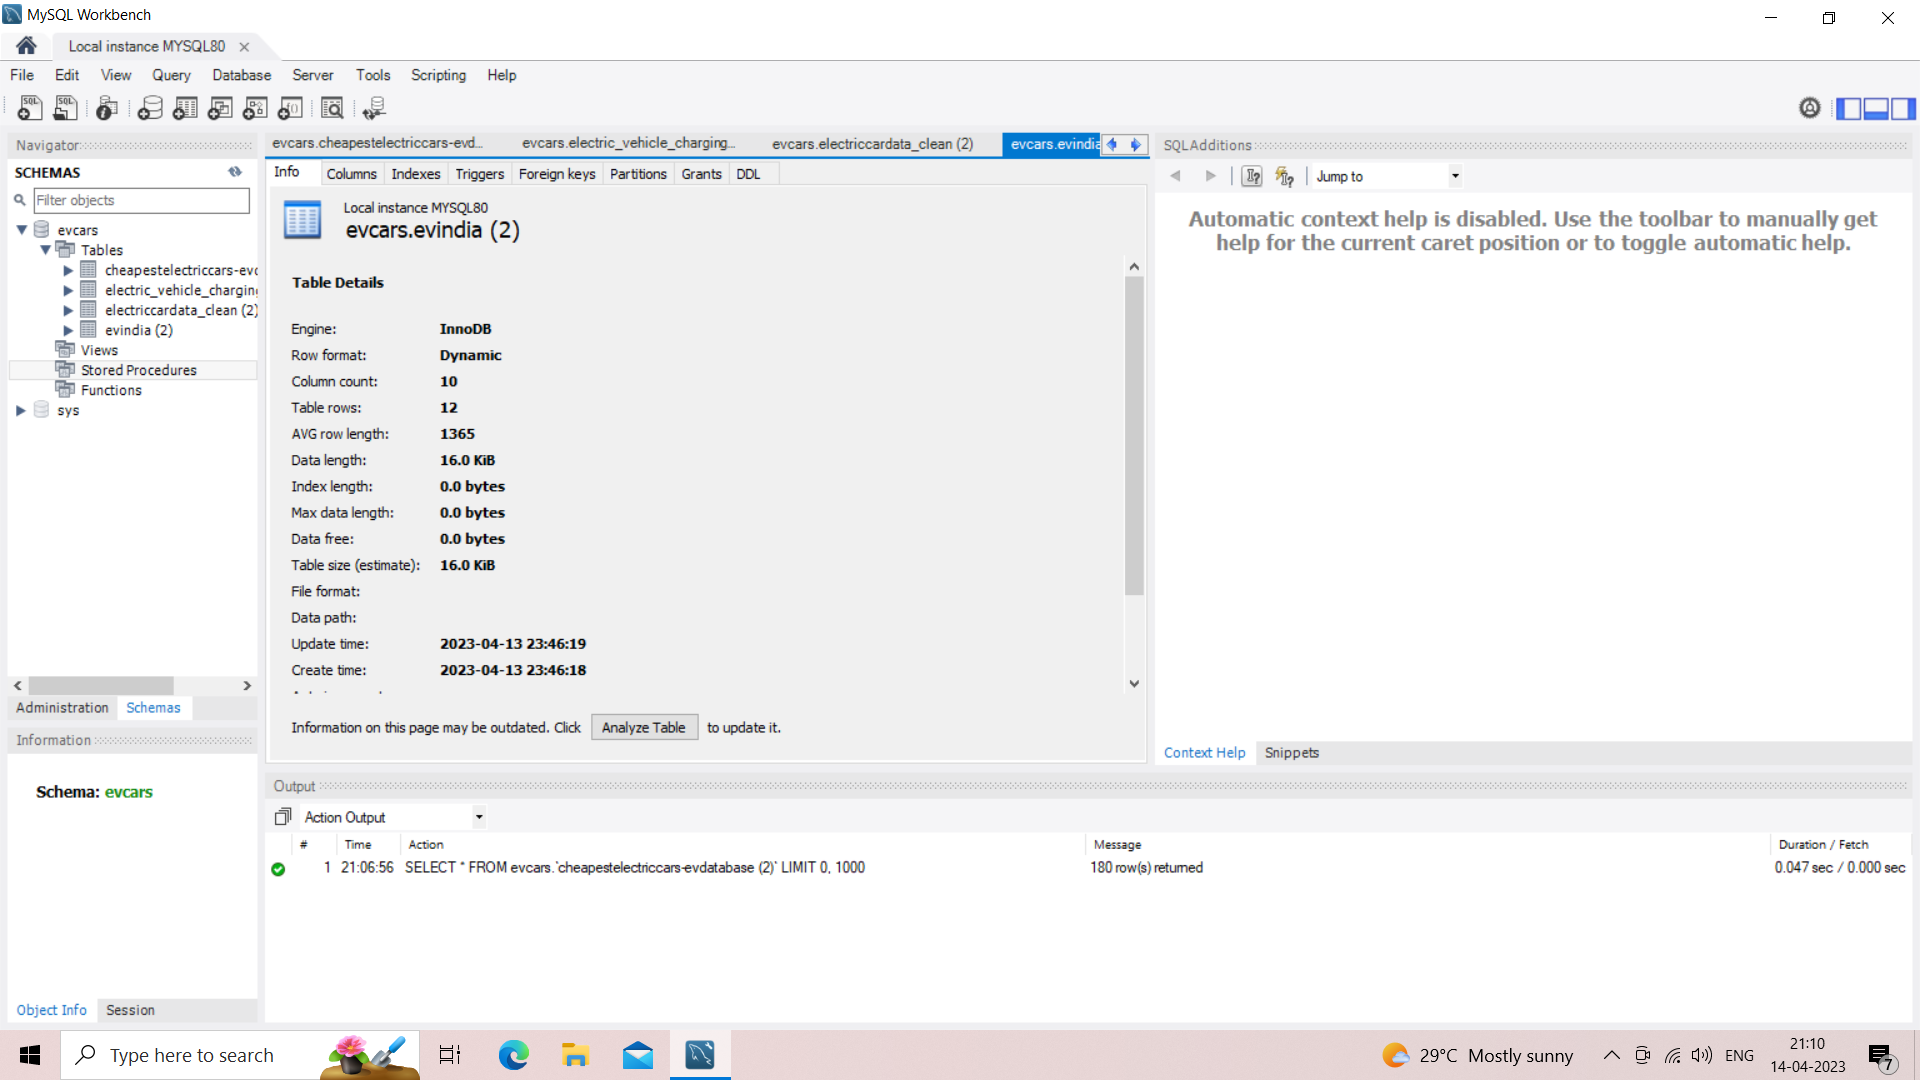 MySQL Workbench
Local instance MYSQL80
File Edit View Query Database Server Tools Scripting Help
Navigator
SCHEMAS
Filter objects
evcars
Tables
cheapestelectriccars-evd
electric_vehicle_charging
electriccardata_clean (2)
evindia (2)
Views
Stored Procedures
Functions
sys
Administration Schemas
Information
Schema: evcars
Object Info Session
evcars.cheapestelectriccars-evd... evcars.electric_vehicle_charging... evcars.electriccardata_clean (2) evcars.evindia
Info Columns Indexes Triggers Foreign keys Partitions Grants DDL
Local instance MYSQL80
evcars.evindia (2)
Table Details
Engine: InnoDB
Row format: Dynamic
Column count: 10
Table rows: 12
AVG row length: 1365
Data length: 16.0 KiB
Index length: 0.0 bytes
Max data length: 0.0 bytes
Data free: 0.0 bytes
Table size (estimate): 16.0 KiB
File format:
Data path:
Update time: 2023-04-13 23:46:19
Create time: 2023-04-13 23:46:18
Information on this page may be outdated. Click Analyze Table to update it.
SQLAdditions
Jump to
Automatic context help is disabled. Use the toolbar to manually get
help for the current caret position or to toggle automatic help.
Context Help Snippets
Output
Action Output
# Time Action Message Duration / Fetch
1 21:06:56 SELECT * FROM evcars.`cheapestelectriccars-evdatabase (2)` LIMIT 0, 1000 180 row(s) returned 0.047 sec / 0.000 sec
Type here to search
29°C Mostly sunny
ENG
21:10
14-04-2023
7